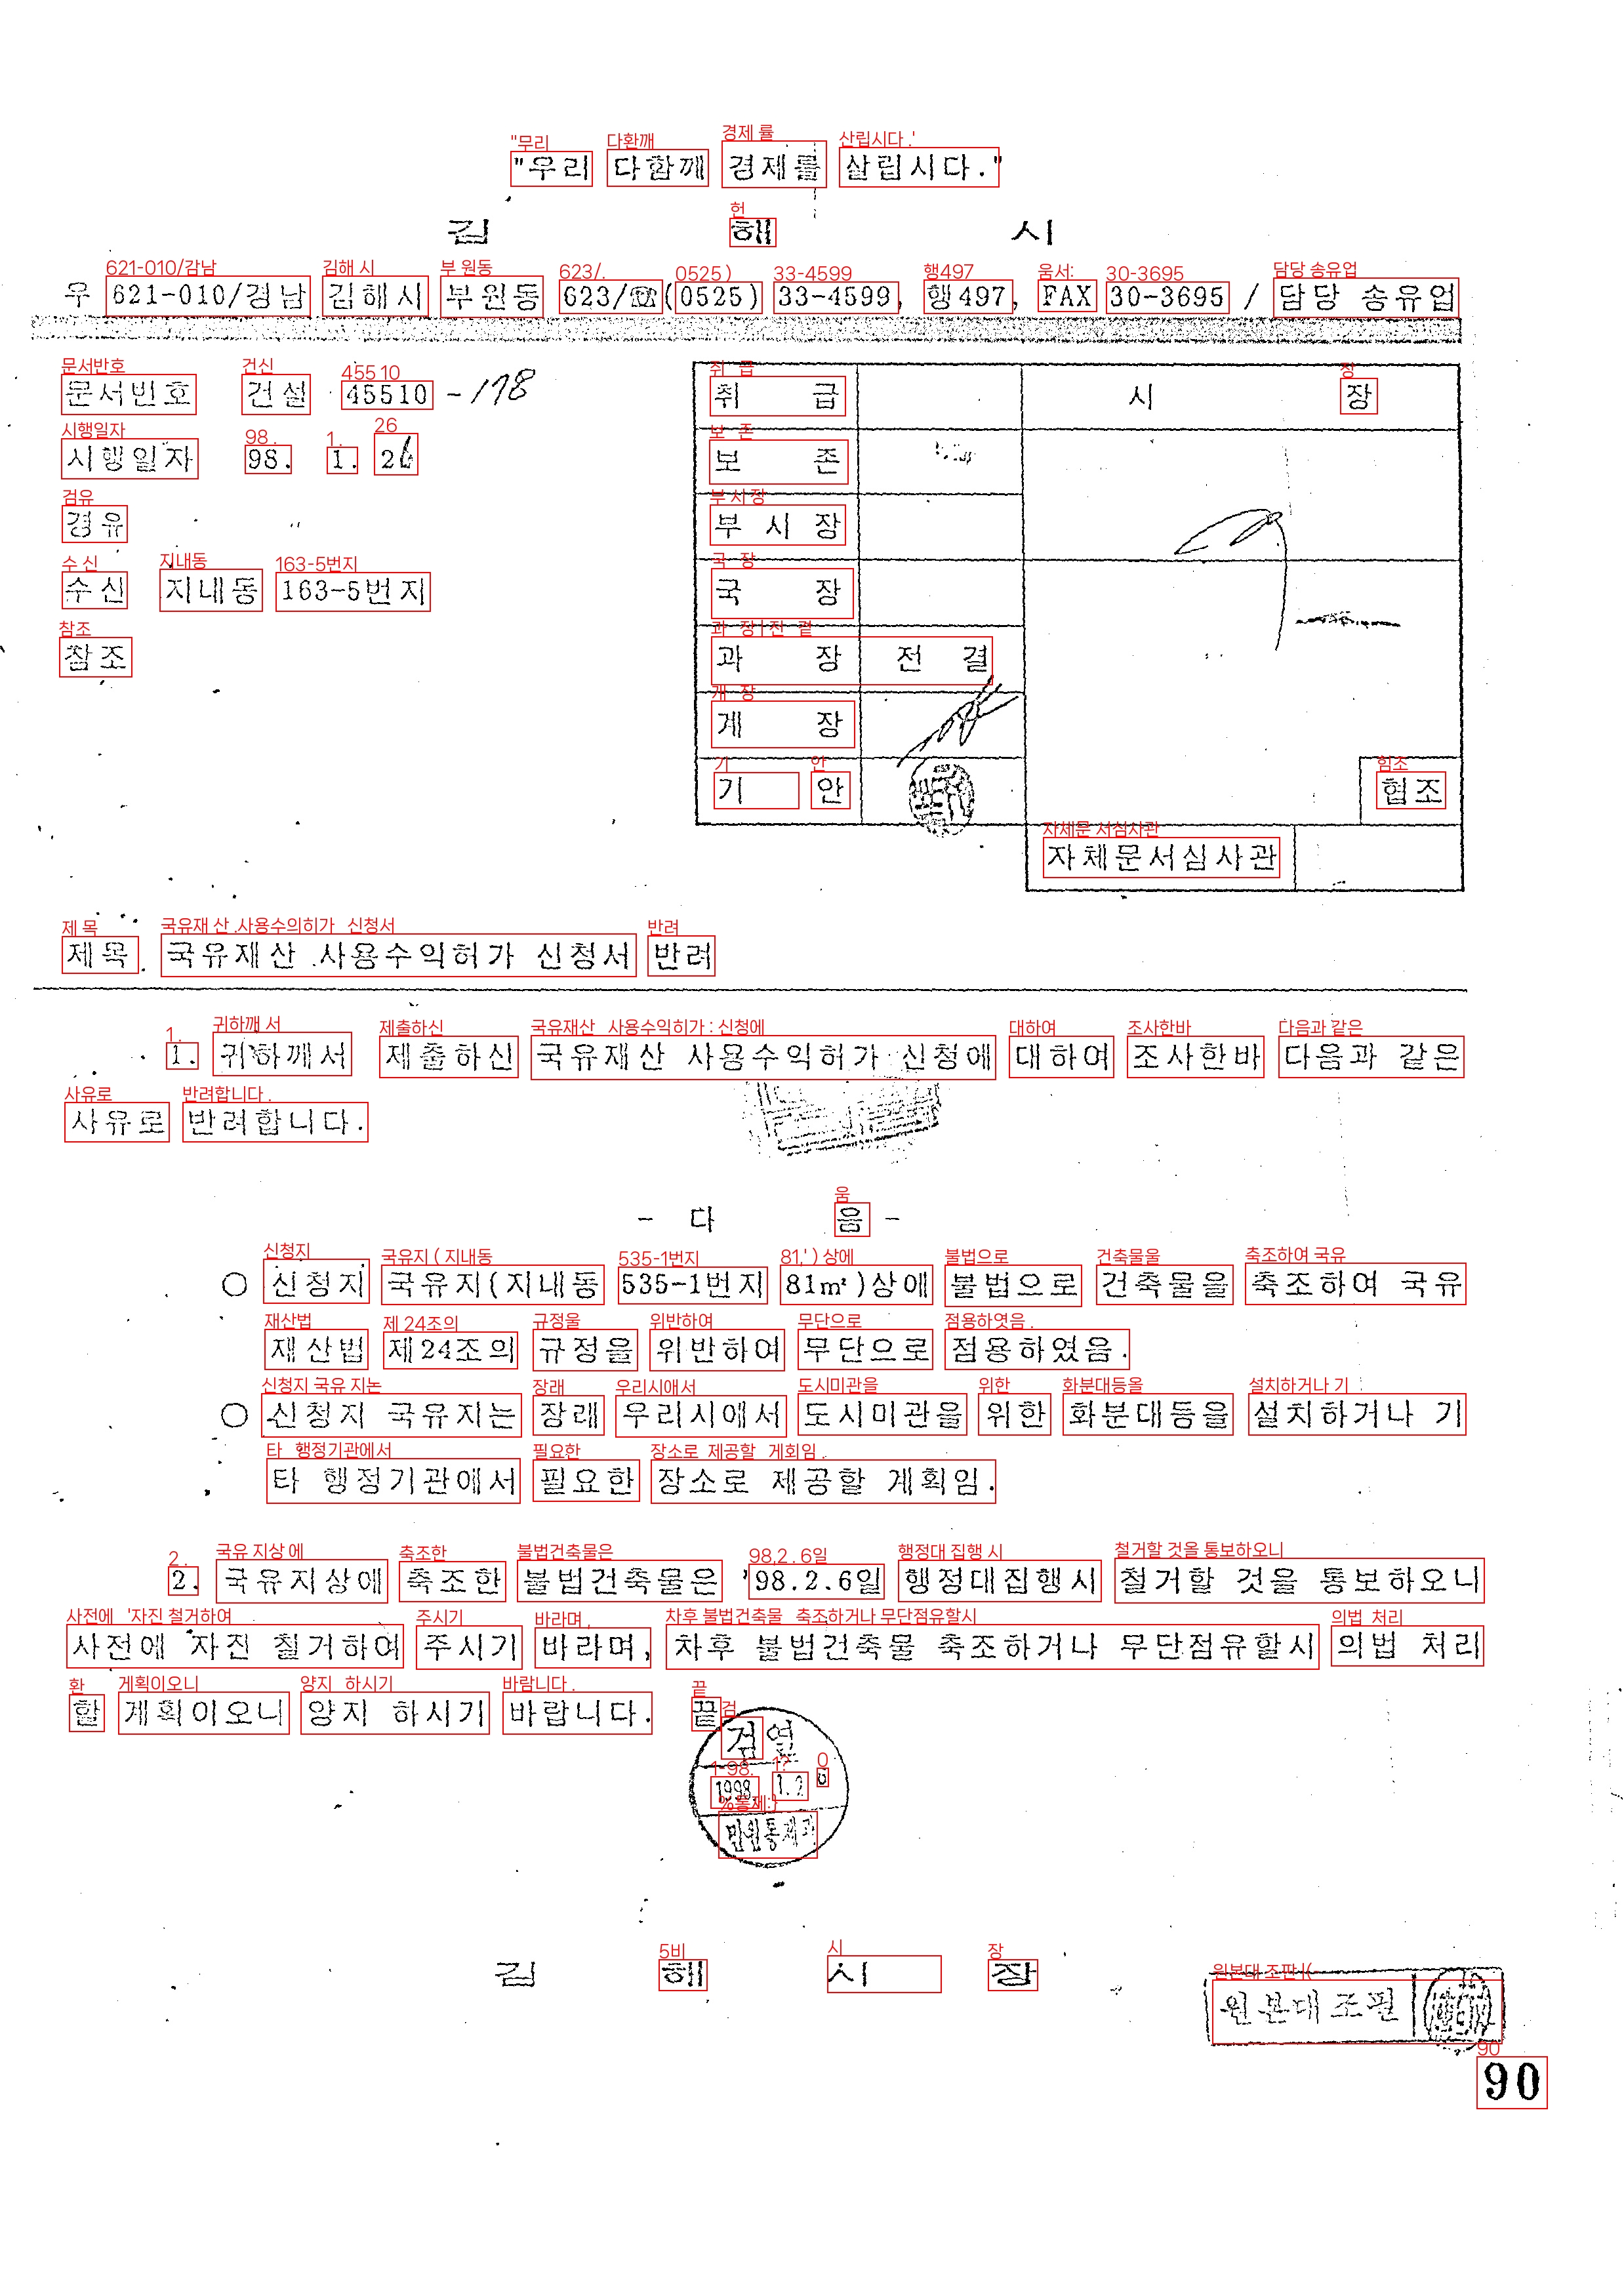 "우리 다함께 경제를 살립시다."
김 해 시
우 621-010/경남 김해시 부원동 623/☏(0525) 33-4599, 행497, FAX 30-3695 / 담당 송유업
문서번호 건설 45510 - 178
시행일자 98. 1. 26
경유
수신 지내동 163-5번지
참조
취 급 시 장
보 존
부 시 장
국 장
과 장 전 결
계 장
기 안 협조
자체문서심사관
제목 국유재산 사용수익허가 신청서 반려
1. 귀하께서 제출하신 국유재산 사용수익허가 신청에 대하여 조사한바 다음과 같은
사유로 반려합니다.
- 다 음 -
○ 신청지 국유지(지내동 535-1번지 81㎡)상에 불법으로 건축물을 축조하여 국유
재산법 제24조의 규정을 위반하여 무단으로 점용하였음.
○ 신청지 국유지는 장래 우리시에서 도시미관을 위한 화분대등을 설치하거나 기
타 행정기관에서 필요한 장소로 제공할 계획임.
2. 국유지상에 축조한 불법건축물은 '98.2.6일 행정대집행시 철거할 것을 통보하오니
사전에 자진 철거하여 주시기 바라며, 차후 불법건축물 축조하거나 무단점유할시 의법 처리
할 계획이오니 양지 하시기 바랍니다. 끝
검열
1998. 1. 26
민원통제과
김 해 시 장
원본대조필
90